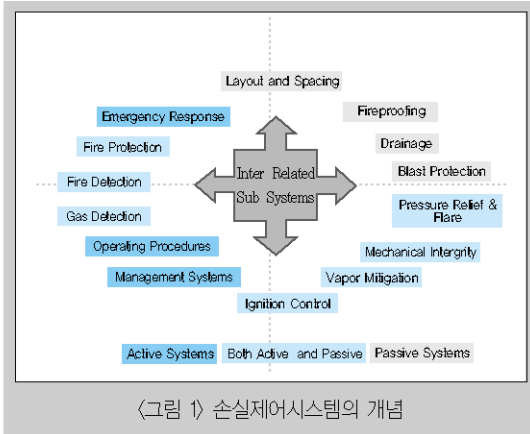 Layout and Spacing
Emergency Response
Fireproofing
Fire Protection
Drainage
Inter Related
Sub Systems
Blast Protection
Fire Detection
Pressure Relief &
Flare
Gas Detection
Operating Procedures
Mechanical Intergrity
Management Systems
Vapor Mitigation
Ignition Control
Active Systems
Both Active and Passive
Passive Systems
〈그림 1〉 손실제어시스템의 개념